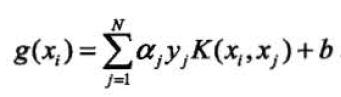 g(x_i) = \sum_{j=1}^{N} \alpha_j y_j K(x_i, x_j) + b